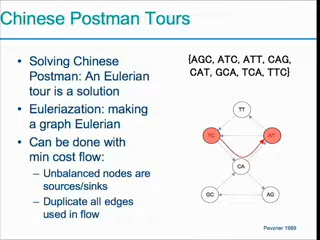 Chinese Postman Tours
• Solving Chinese
Postman: An Eulerian
tour is a solution
• Euleriazation: making
a graph Eulerian
• Can be done with
min cost flow:
– Unbalanced nodes are
sources/sinks
– Duplicate all edges
used in flow
{AGC, ATC, ATT, CAG,
CAT, GCA, TCA, TTC}
TT
TC
AT
CA
GC
AG
Pevzner 1989